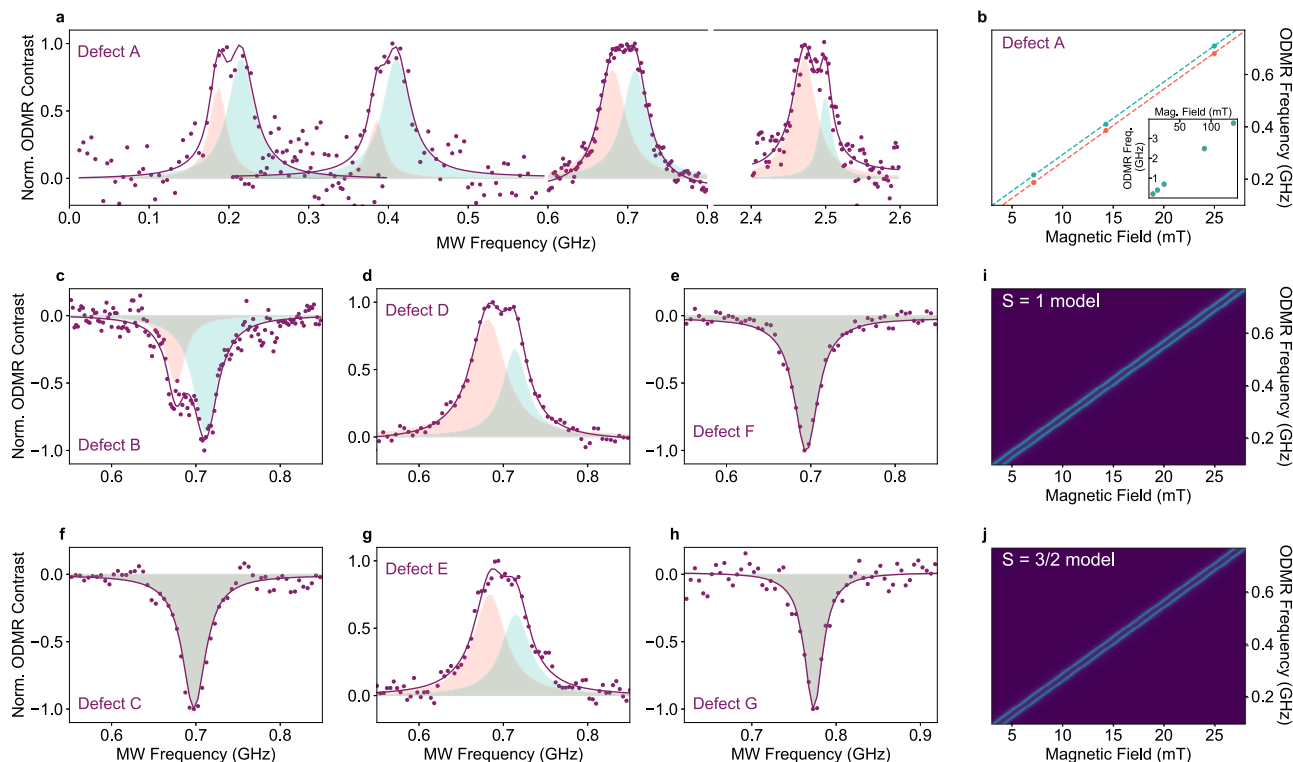 a
Defect A
Norm. ODMR Contrast
1.0
0.5
0.0
0.0 0.1 0.2 0.3 0.4 0.5 0.6 0.7 0.8 2.4 2.5 2.6
MW Frequency (GHz)
b
Defect A
ODMR Frequency (GHz)
0.6
0.4
0.2
5 10 15 20 25
Magnetic Field (mT)
Mag. Field (mT)
50 100
ODMR Freq.
(GHz)
3
2
1
c
Defect B
Norm. ODMR Contrast
0.0
−0.5
−1.0
0.6 0.7 0.8
d
Defect D
1.0
0.5
0.0
0.6 0.7 0.8
e
Defect F
0.0
−0.5
−1.0
0.6 0.7 0.8
i
S = 1 model
ODMR Frequency (GHz)
0.6
0.4
0.2
5 10 15 20 25
Magnetic Field (mT)
f
Defect C
Norm. ODMR Contrast
0.0
−0.5
−1.0
0.6 0.7 0.8
MW Frequency (GHz)
g
Defect E
1.0
0.5
0.0
0.6 0.7 0.8
MW Frequency (GHz)
h
Defect G
0.0
−0.5
−1.0
0.7 0.8 0.9
MW Frequency (GHz)
j
S = 3/2 model
ODMR Frequency (GHz)
0.6
0.4
0.2
5 10 15 20 25
Magnetic Field (mT)